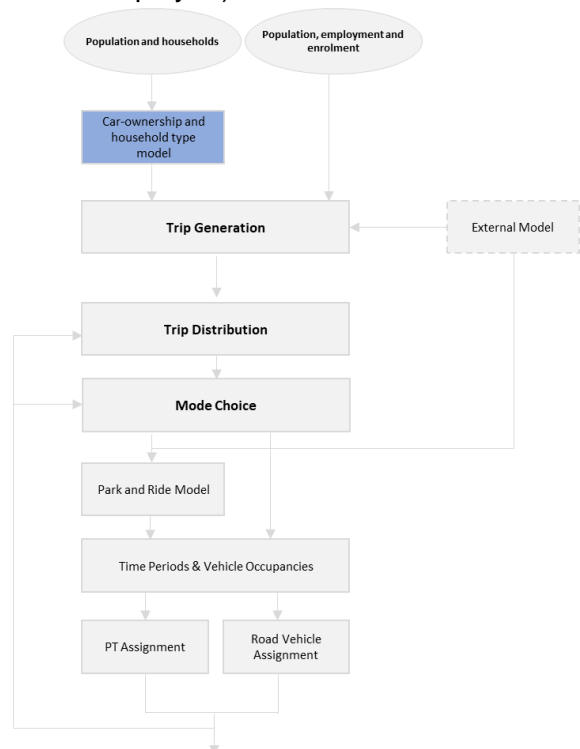 Population and households
Population, employment and
enrolment
Car-ownership and
household type
model
Trip Generation
External Model
Trip Distribution
Mode Choice
Park and Ride Model
Time Periods & Vehicle Occupancies
PT Assignment
Road Vehicle
Assignment